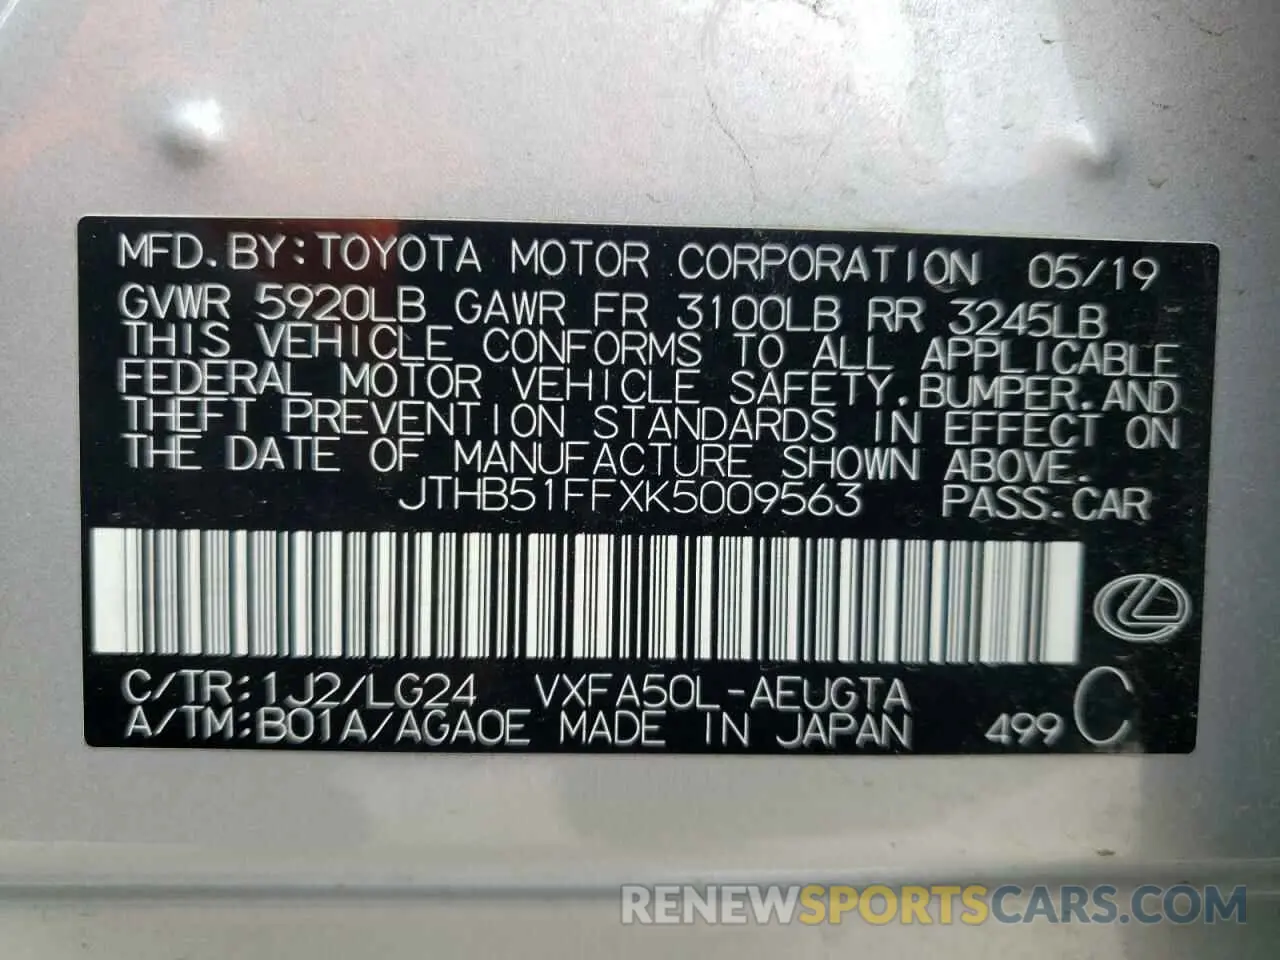 MFD. BY: TOYOTA MOTOR CORPORATION 05/19
GVWR 5920LB GAWR FR 3100LB RR 3245LB
THIS VEHICLE CONFORMS TO ALL APPLICABLE
FEDERAL MOTOR VEHICLE SAFETY, BUMPER, AND
THEFT PREVENTION STANDARDS IN EFFECT ON
THE DATE OF MANUFACTURE SHOWN ABOVE.
JTHB51FFXK5009563 PASS. CAR
C/TR: 1J2/LG24 VXFA50L-AEUGTA
A/TM: B01A/AGA0E MADE IN JAPAN 499 C
RENEWSPORTSCARS.COM